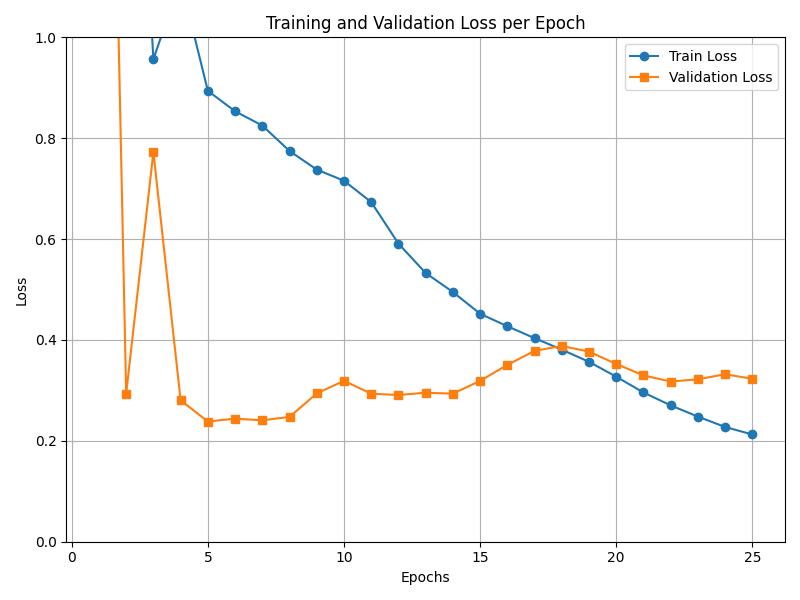 Training and Validation Loss per Epoch
Train Loss
Validation Loss
1.0
0.8
0.6
0.4
0.2
0.0
Loss
0 5 10 15 20 25
Epochs